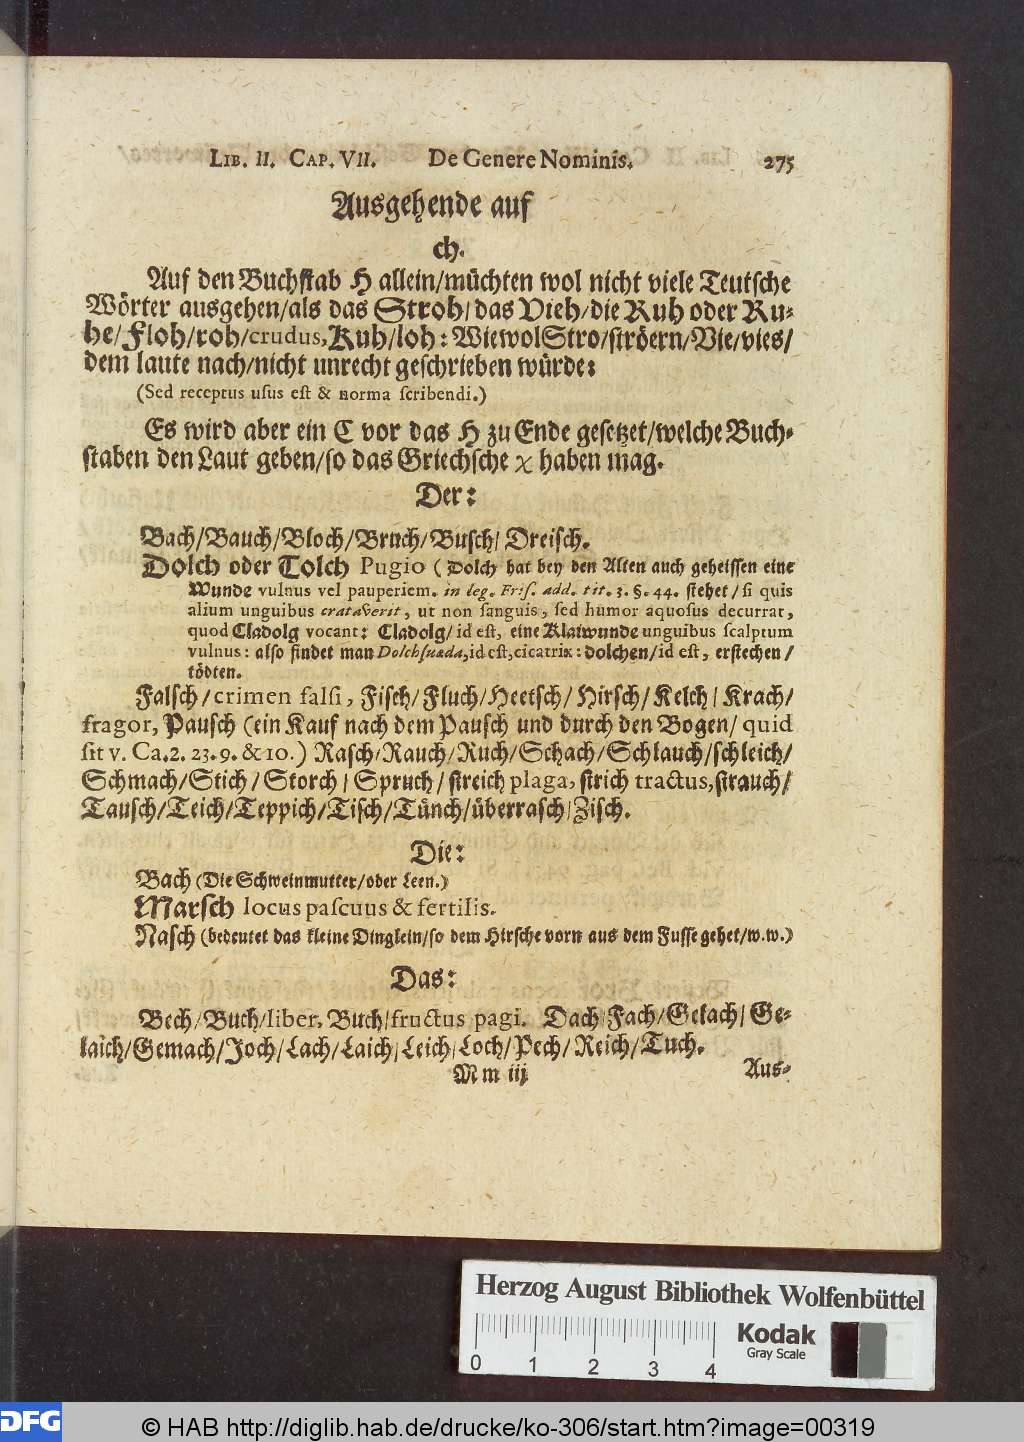 LIB. II. CAP. VII. De Genere Nominis. 275
Ausgehende auf
ch.
Auf den Buchstab H allein/müchten wol nicht viele Teutsche
Wörter ausgehen/als das Stroh/das Vieh/die Ruh oder Ru-
he/Floh/roh/crudus, Kuh/loh: Wiewol Stro/ströern/Vie/vies/
dem laute nach/nicht unrecht geschrieben würde:
(Sed receptus usus est & norma scribendi.)
Es wird aber ein C vor das H zu Ende gesetzet/welche Buch-
staben den Laut geben/so das Griechsche χ haben mag.
Der:
Bach/Bauch/Bloch/Bruch/Busch/Dreisch.
Dolch oder Tolch Pugio (Dolch hat bey den Alten auch geheissen eine
Wunde vulnus vel pauperiem. in leg. Fris. add. tit. 3. §. 44. stehet/si quis
alium unguibus crataverit, ut non sanguis, sed humor aquosus decurrat,
quod Cladolg vocant: Cladolg/id est, eine Klaiwunde unguibus scalptum
vulnus: also findet man Dolchsuada, id est, cicatrix: dolchen/id est, erstechen/
tödten.
Falsch/crimen falsi, Fisch/Fluch/Heetsch/Hirsch/Kelch/Krach/
fragor, Pausch (ein Kauf nach dem Pausch und durch den Bogen/quid
sit v. Ca. 2. 23. 9. & 10.) Rasch/Rauch/Ruch/Schach/Schlauch/schleich/
Schmach/Stich/Storch/Spruch/streich plaga, strich tractus, strauch/
Tausch/Teich/Teppich/Tisch/Tünch/überrasch/Zisch.
Die:
Bach (Die Schweinmutter/oder Leen.)
Marsch locus pascuus & fertilis.
Nasch (bedeutet das kleine Dinglein/so dem Hirsche vorn aus dem Fusse gehet/w.w.)
Das:
Bech/Buch/liber, Buch/fructus pagi. Dach/Fach/Gelach/Ge-
laich/Gemach/Joch/Lach/Laich/Leich/Loch/Pech/Reich/Tuch.
Mm iij Aus-
Herzog August Bibliothek Wolfenbüttel
Kodak
Gray Scale
0 1 2 3 4
DFG
© HAB http://diglib.hab.de/drucke/ko-306/start.htm?image=00319